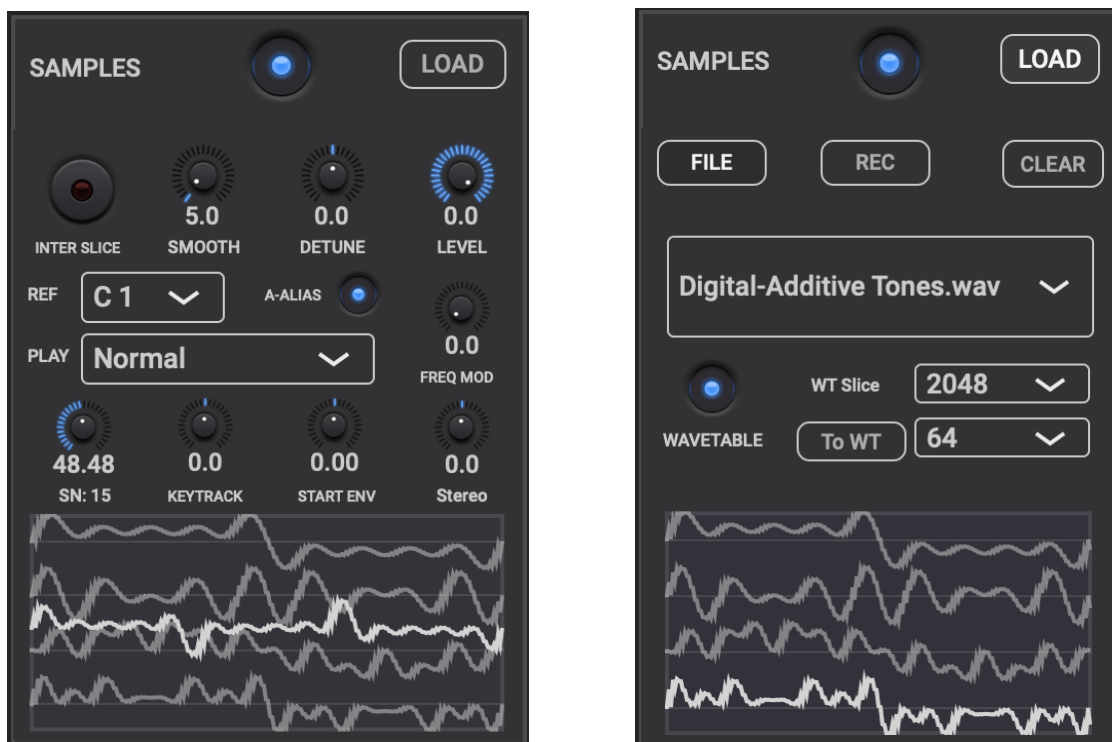 SAMPLES LOAD
5.0 0.0 0.0
INTER SLICE SMOOTH DETUNE LEVEL
REF C 1 A-ALIAS
0.0
PLAY Normal
FREQ MOD
48.48 0.0 0.00 0.0
SN: 15 KEYTRACK START ENV Stereo
SAMPLES LOAD
FILE REC CLEAR
Digital-Additive Tones.wav
WT Slice 2048
WAVETABLE To WT 64